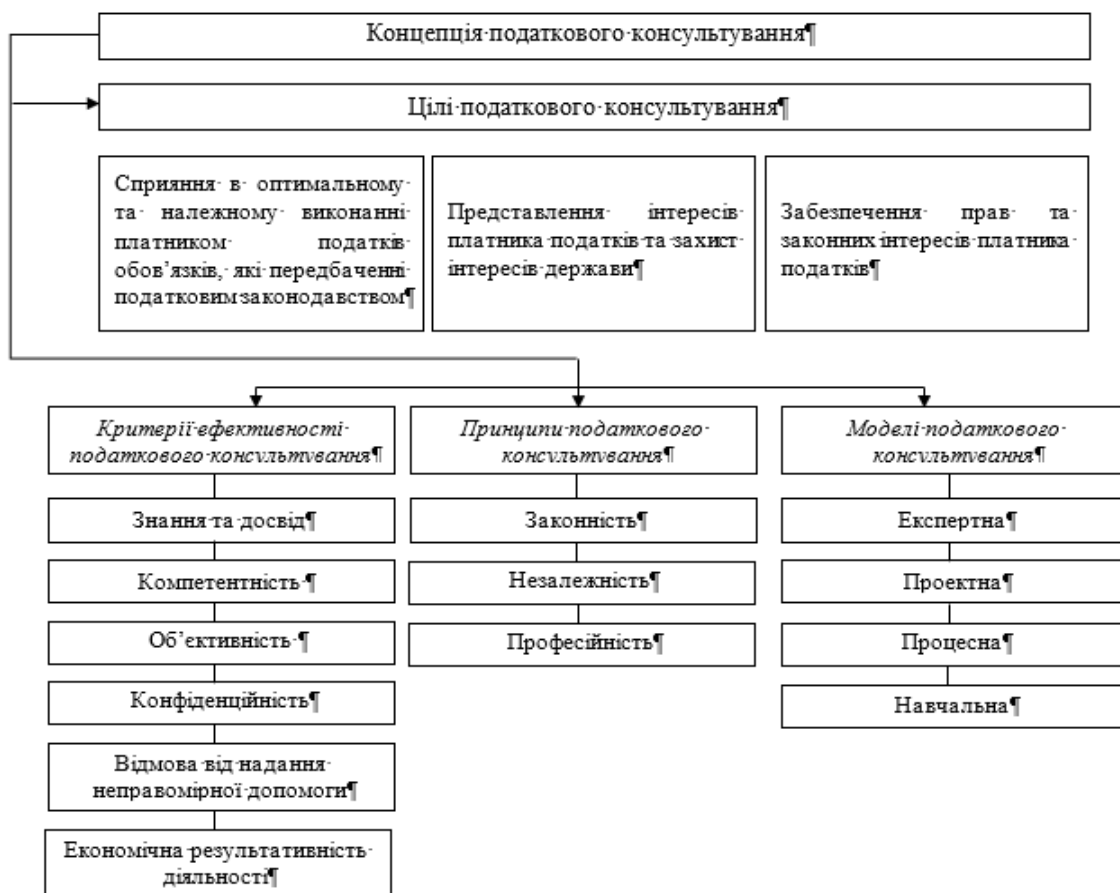 Концепція·податкового·консультування¶
Цілі·податкового·консультування¶
Сприяння· в· оптимальному·
та належному виконанні
платником· податків·
обов’язків,· які передбаченні·
податковим законодавством¶
Представлення інтересів
платника податків та захист
інтересів·держави¶
Забезпечення прав та
законних інтересів платника·
податків¶
Критерії·ефективності·
податкового·консультування¶
Знання·та·досвід¶
Компетентність·¶
Об’єктивність·¶
Конфіденційність¶
Відмова·від·надання·
неправомірної·допомоги¶
Економічна·результативність·
діяльності¶
Принципи·податкового·
консультування¶
Законність¶
Незалежність¶
Професійність¶
Моделі·податкового·
консультування¶
Експертна¶
Проектна¶
Процесна¶
Навчальна¶